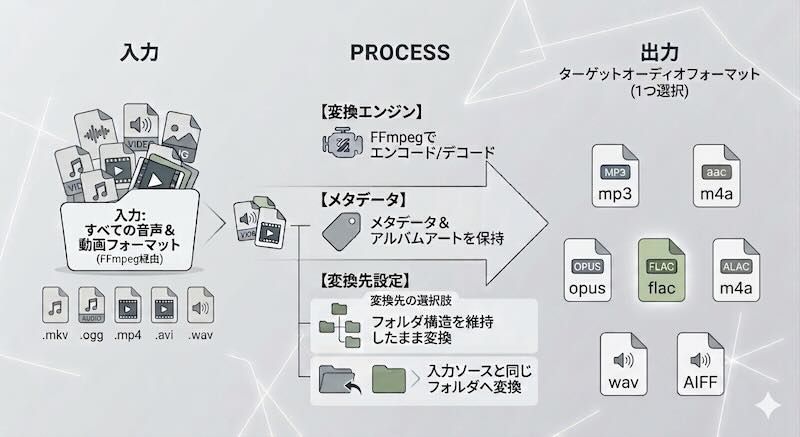 入力
VIDEO
NG
VID
入力:
すべての音声＆
動画フォーマット
(FFmpeg経由)
AUDIO
.mkv
.ogg
.mp4
.avi
.wav
PROCESS
【変換エンジン】
FFmpegで
エンコード/デコード
【メタデータ】
メタデータ＆
アルバムアートを保持
【変換先設定】
変換先の選択肢
フォルダ構造を維持
したまま変換
入力ソースと同じ
フォルダへ変換
出力
ターゲットオーディオフォーマット
(1つ選択)
MP3
mp3
aac
m4a
OPUS
opus
FLAC
flac
ALAC
m4a
wav
AIFF